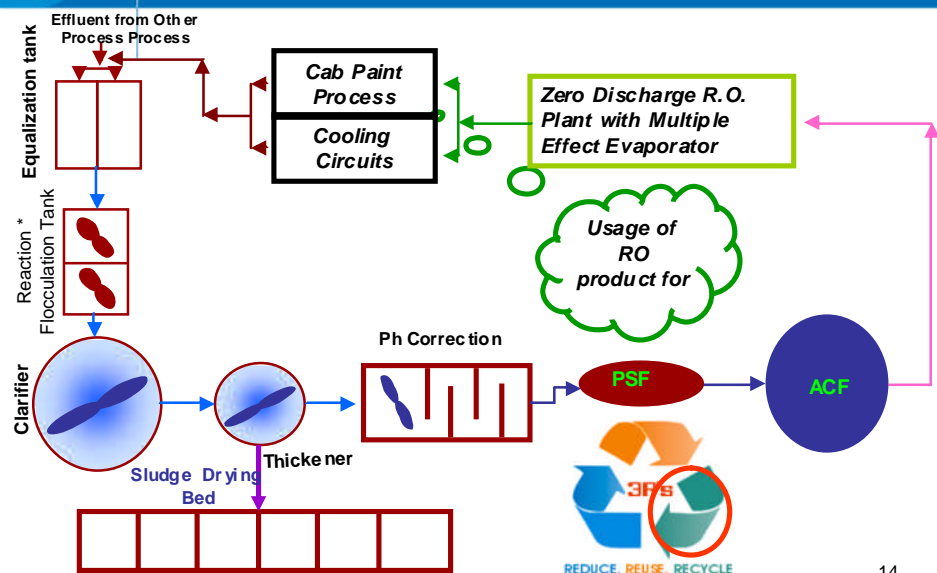 Effluent from Other
Process Process
Equalization tank
Cab Paint
Process
Cooling
Circuits
Zero Discharge R.O.
Plant with Multiple
Effect Evaporator
Usage of
RO
product for
Reaction *
Flocculation Tank
Clarifier
Ph Correction
PSF
ACF
Thickener
Sludge Drying
Bed
3Rs
REDUCE, REUSE, RECYCLE
14